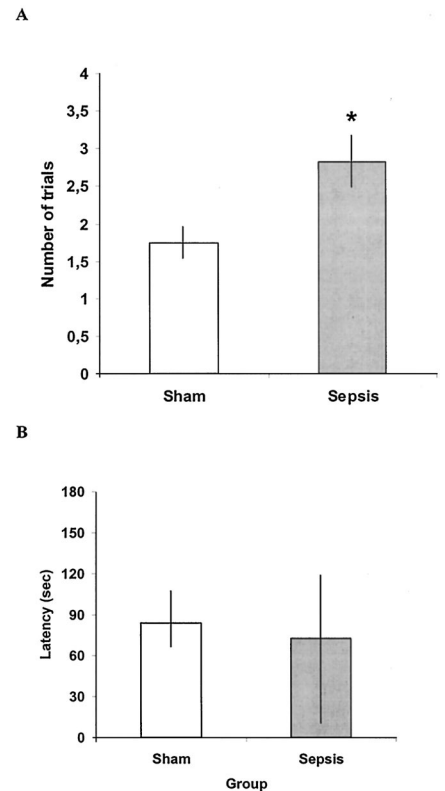 A
Number of trials
4
3,5
3
2,5
2
1,5
1
0,5
0
*
Sham Sepsis
B
Latency (sec)
180
150
120
90
60
30
0
Sham Sepsis
Group